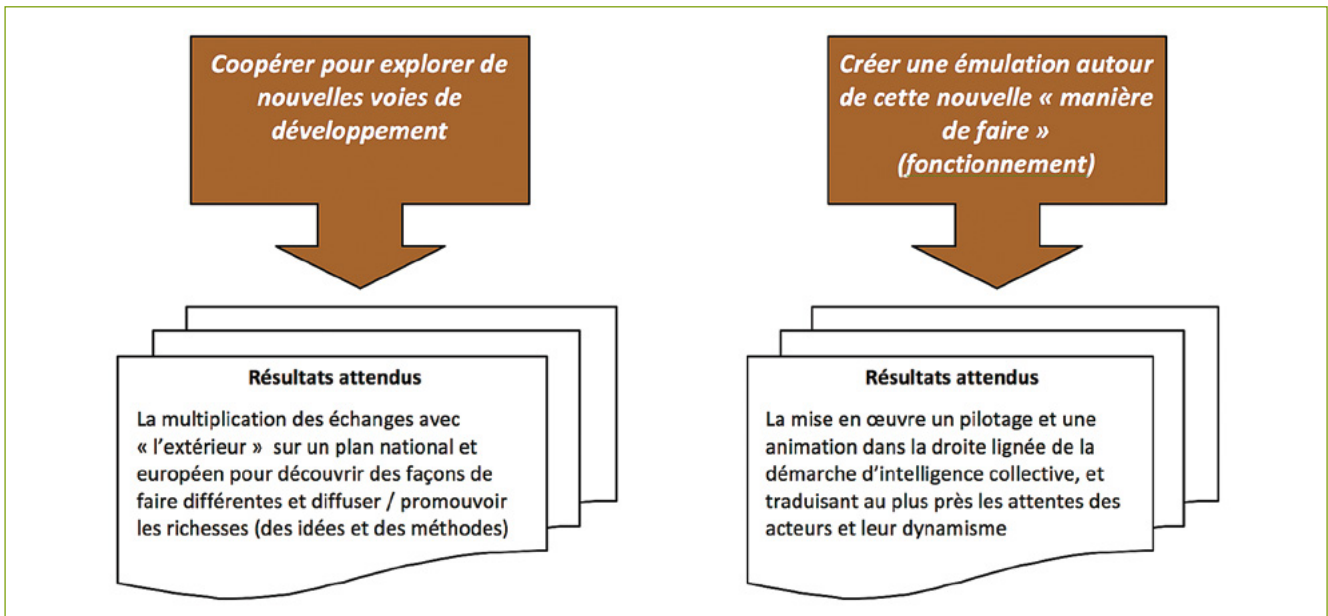 Coopérer pour explorer de
nouvelles voies de
développement
Résultats attendus
La multiplication des échanges avec
« l’extérieur » sur un plan national et
européen pour découvrir des façons de
faire différentes et diffuser / promouvoir
les richesses (des idées et des méthodes)
Créer une émulation autour
de cette nouvelle « manière
de faire »
(fonctionnement)
Résultats attendus
La mise en œuvre un pilotage et une
animation dans la droite lignée de la
démarche d’intelligence collective, et
traduisant au plus près les attentes des
acteurs et leur dynamisme